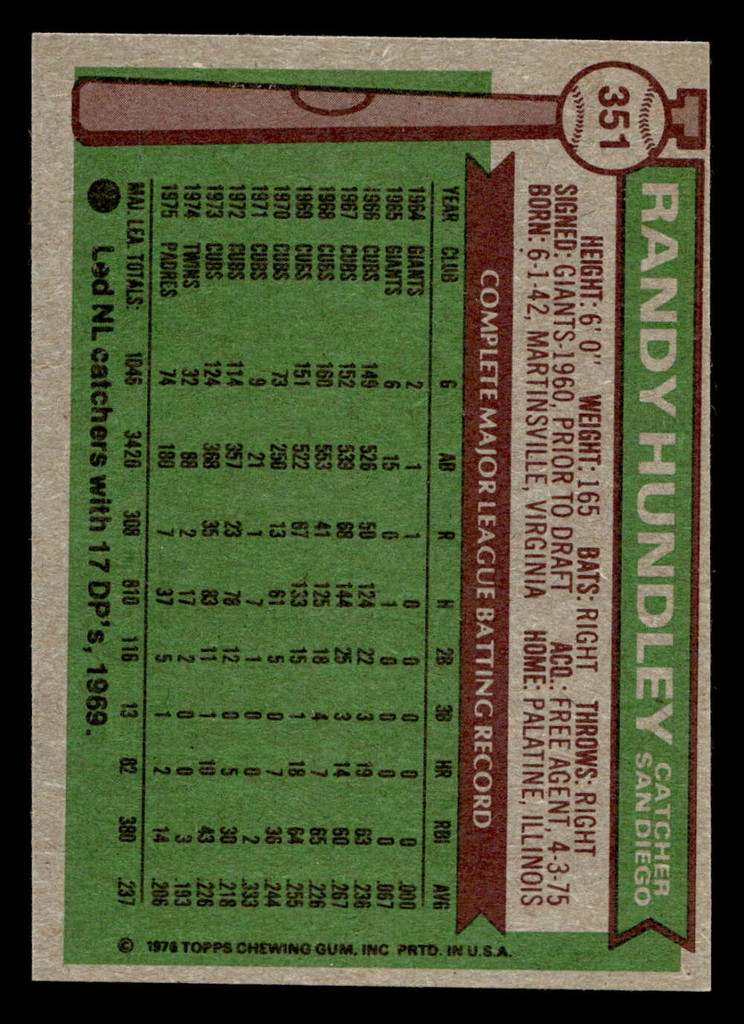 351
RANDY HUNDLEY CATCHER SAN DIEGO
HEIGHT: 6' 0" WEIGHT: 165 BATS: RIGHT THROWS: RIGHT
SIGNED: GIANTS-1960, PRIOR TO DRAFT ACQ.: FREE AGENT, 4-3-75
BORN: 6-1-42, MARTINSVILLE, VIRGINIA HOME: PALATINE, ILLINOIS
COMPLETE MAJOR LEAGUE BATTING RECORD
YEAR CLUB G AB R H 2B 3B HR RBI AVG
1964 GIANTS 2 1 1 0 0 0 0 0 .000
1965 GIANTS 6 15 0 1 0 0 0 0 .067
1966 CUBS 149 526 50 124 22 3 19 63 .236
1967 CUBS 152 539 68 144 25 3 14 60 .267
1968 CUBS 160 553 41 125 18 4 7 65 .226
1969 CUBS 151 522 67 133 15 1 18 64 .255
1970 CUBS 73 250 13 61 5 0 7 36 .244
1971 CUBS 9 21 1 7 1 0 0 2 .333
1972 CUBS 114 357 23 78 12 0 5 30 .218
1973 CUBS 124 368 35 83 11 1 10 43 .226
1974 TWINS 32 88 2 17 2 0 0 3 .193
1975 PADRES 74 180 7 37 5 1 2 14 .206
MAJ. LEA. TOTALS: 1046 3420 308 810 116 13 82 380 .237
Led NL catchers with 17 DP's, 1969.
© 1976 TOPPS CHEWING GUM, INC. PRTD. IN U.S.A.